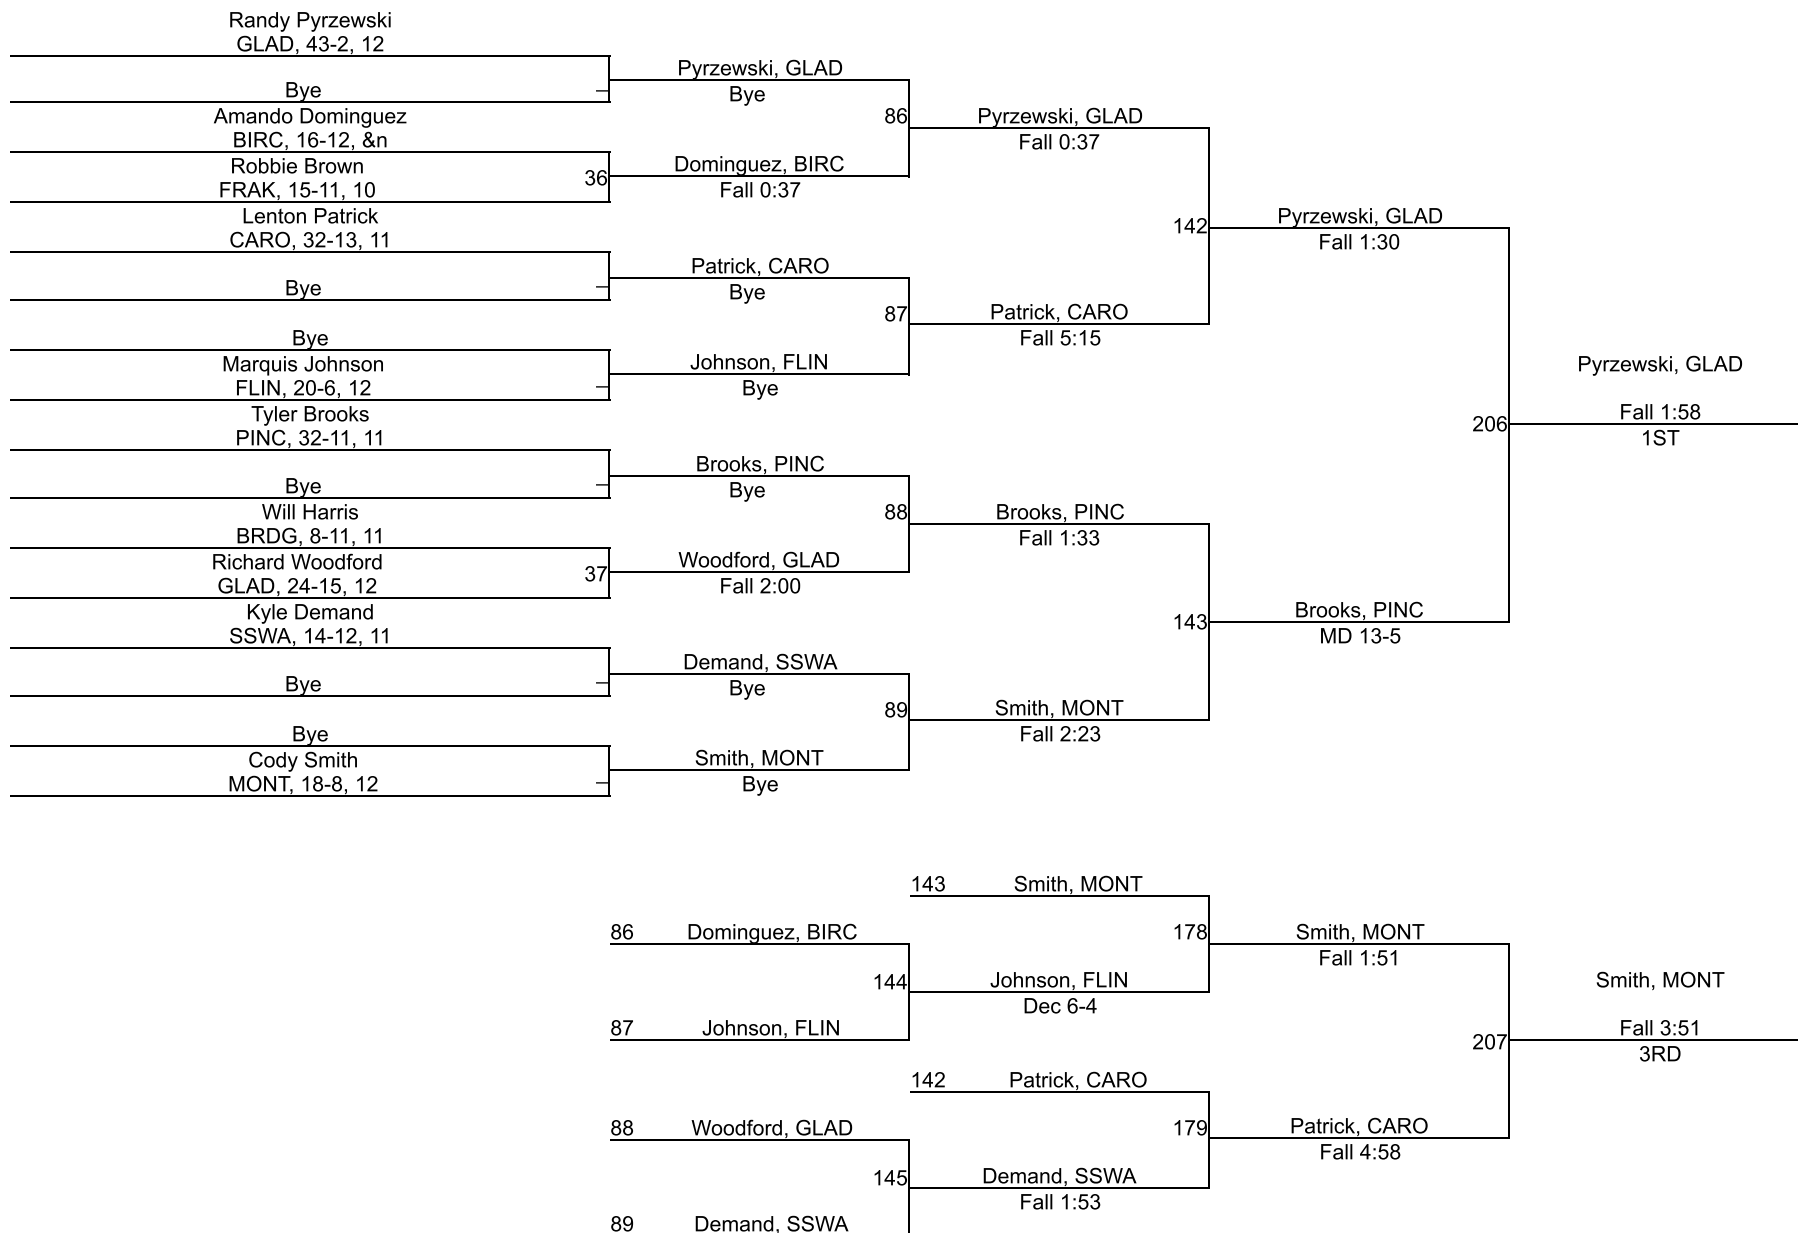 Randy Pyrzewski
GLAD, 43-2, 12
Bye
Amando Dominguez
BIRC, 16-12, &n
Robbie Brown
FRAK, 15-11, 10
36
Lenton Patrick
CARO, 32-13, 11
Bye
Bye
Marquis Johnson
FLIN, 20-6, 12
Tyler Brooks
PINC, 32-11, 11
Bye
Will Harris
BRDG, 8-11, 11
Richard Woodford
GLAD, 24-15, 12
37
Kyle Demand
SSWA, 14-12, 11
Bye
Bye
Cody Smith
MONT, 18-8, 12
Pyrzewski, GLAD
Bye
86
Dominguez, BIRC
Fall 0:37
Patrick, CARO
Bye
87
Johnson, FLIN
Bye
Brooks, PINC
Bye
88
Woodford, GLAD
Fall 2:00
Demand, SSWA
Bye
89
Smith, MONT
Bye
Pyrzewski, GLAD
Fall 0:37
142
Patrick, CARO
Fall 5:15
Brooks, PINC
Fall 1:33
143
Smith, MONT
Fall 2:23
Pyrzewski, GLAD
Fall 1:30
206
Brooks, PINC
MD 13-5
Pyrzewski, GLAD
Fall 1:58
1ST
86 Dominguez, BIRC
144
87 Johnson, FLIN
88 Woodford, GLAD
145
89 Demand, SSWA
143 Smith, MONT
178
Johnson, FLIN
Dec 6-4
142 Patrick, CARO
179
Demand, SSWA
Fall 1:53
Smith, MONT
Fall 1:51
207
Patrick, CARO
Fall 4:58
Smith, MONT
Fall 3:51
3RD